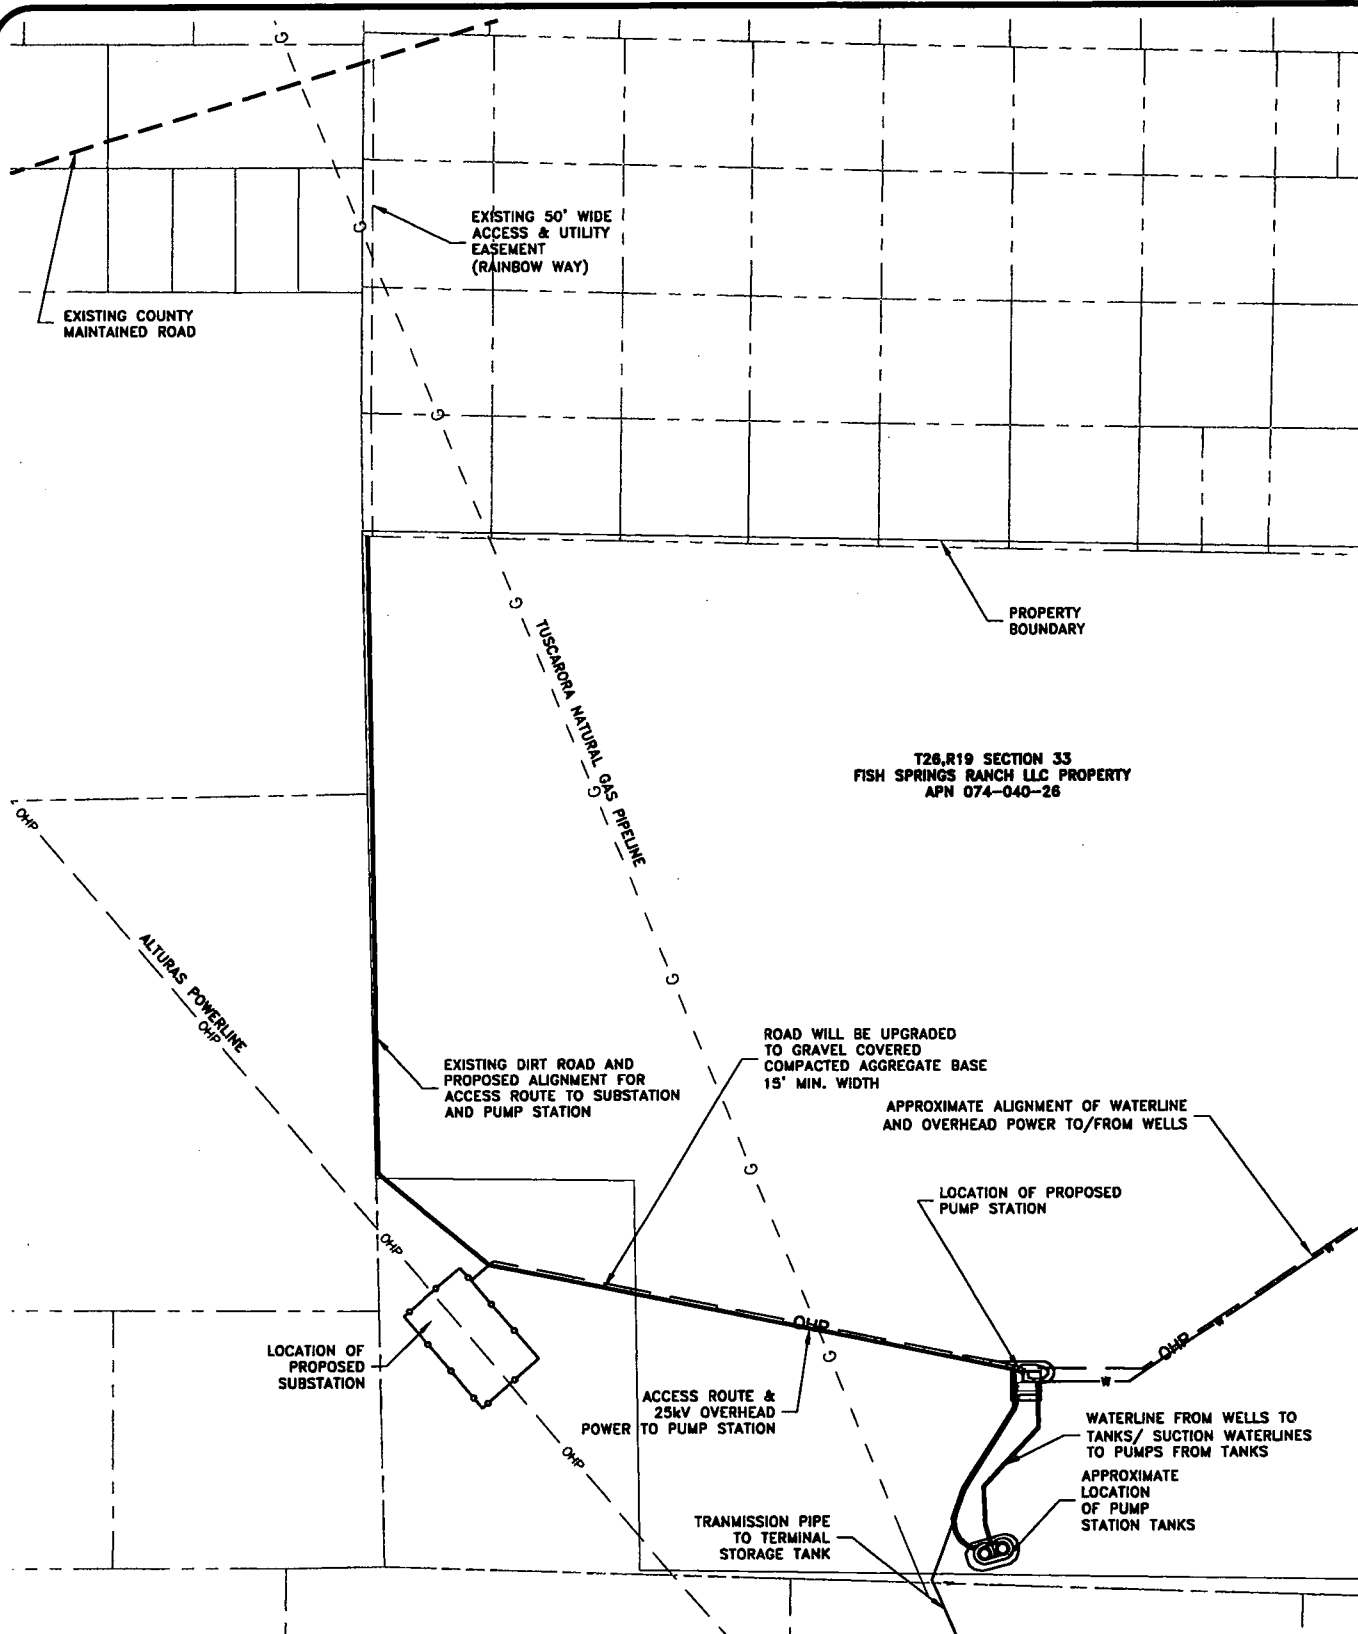 G
EXISTING 50' WIDE
ACCESS & UTILITY
EASEMENT
(RAINBOW WAY)
G
EXISTING COUNTY
MAINTAINED ROAD
G
G
PROPERTY
BOUNDARY
TUSCARORA NATURAL GAS PIPELINE
T26,R19 SECTION 33
FISH SPRINGS RANCH LLC PROPERTY
APN 074-040-26
G
OHP
ALTURAS POWERLINE
OHP
G
ROAD WILL BE UPGRADED
TO GRAVEL COVERED
COMPACTED AGGREGATE BASE
15' MIN. WIDTH
EXISTING DIRT ROAD AND
PROPOSED ALIGNMENT FOR
ACCESS ROUTE TO SUBSTATION
AND PUMP STATION
APPROXIMATE ALIGNMENT OF WATERLINE
AND OVERHEAD POWER TO/FROM WELLS
G
LOCATION OF PROPOSED
PUMP STATION
OHP
W
OHP
W
OHP
G
LOCATION OF
PROPOSED
SUBSTATION
W
ACCESS ROUTE &
25kV OVERHEAD
POWER TO PUMP STATION
WATERLINE FROM WELLS TO
TANKS/ SUCTION WATERLINES
TO PUMPS FROM TANKS
OHP
APPROXIMATE
LOCATION
OF PUMP
STATION TANKS
TRANMISSION PIPE
TO TERMINAL
STORAGE TANK